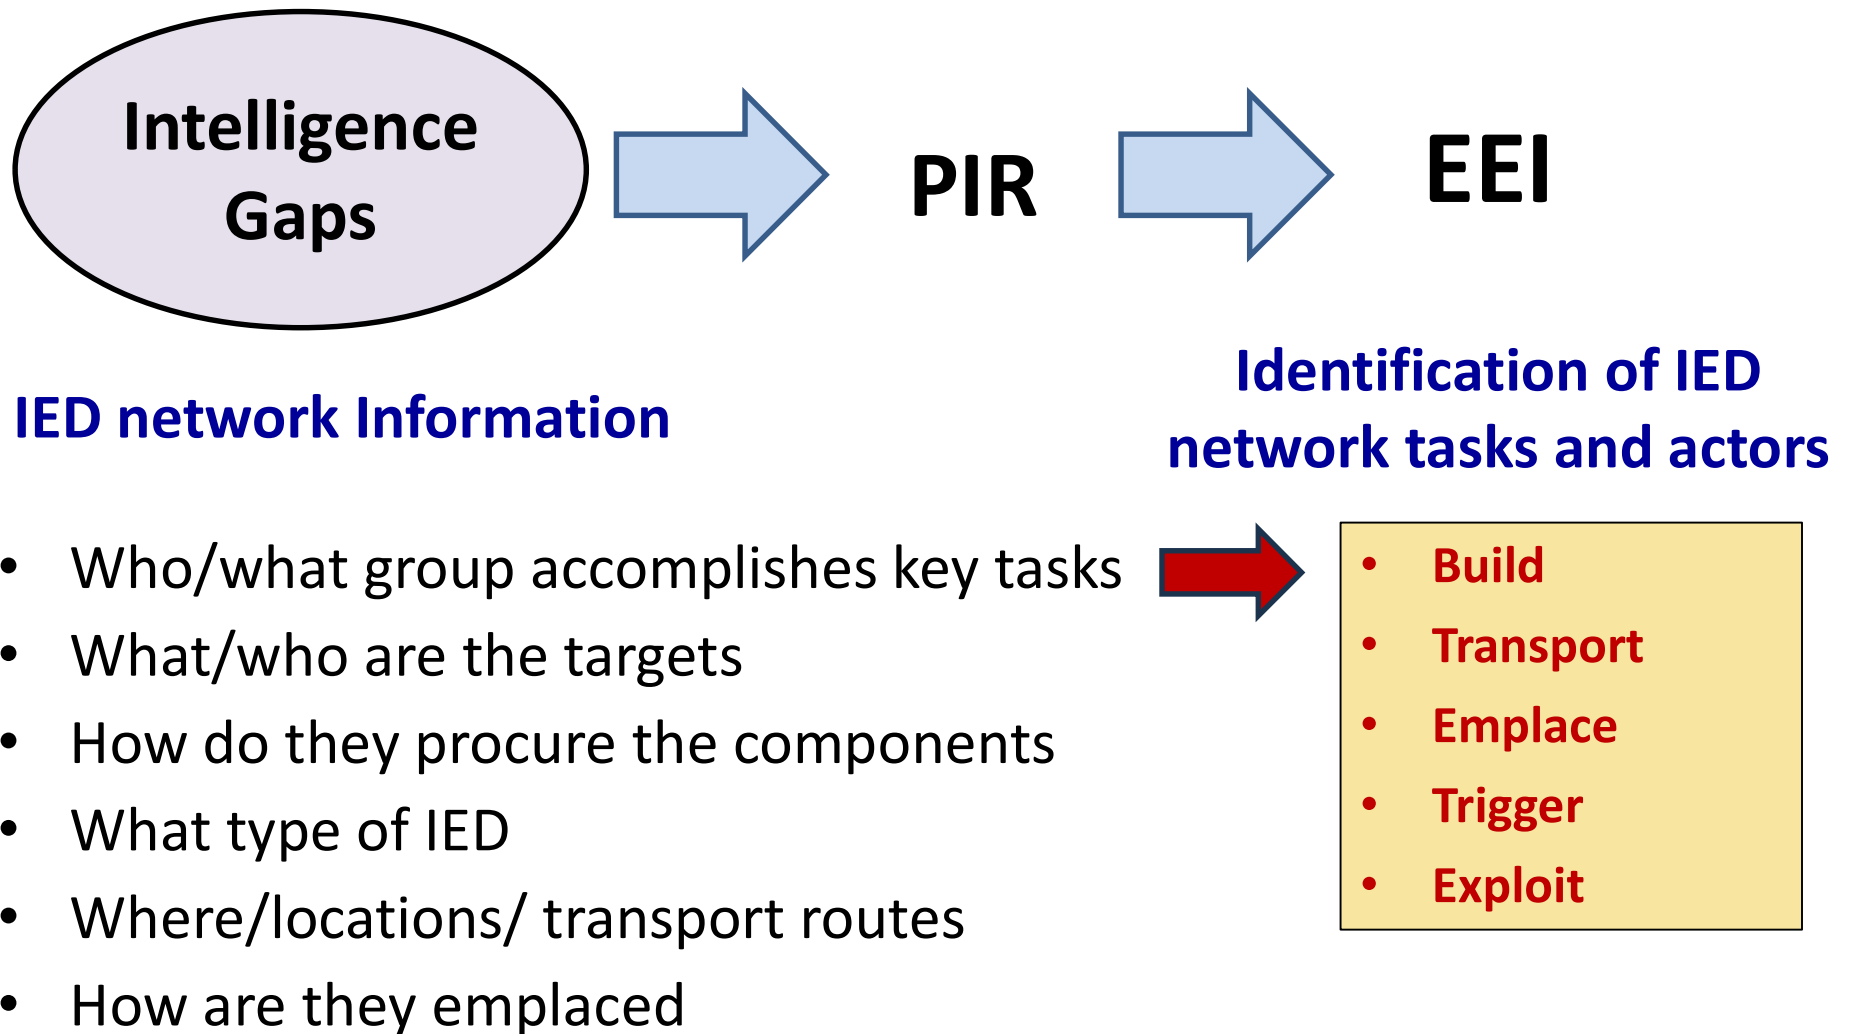 Intelligence
Gaps
PIR
EEI
IED network Information
Identification of IED
network tasks and actors
• Who/what group accomplishes key tasks
• What/who are the targets
• How do they procure the components
• What type of IED
• Where/locations/ transport routes
• How are they emplaced
• Build
• Transport
• Emplace
• Trigger
• Exploit